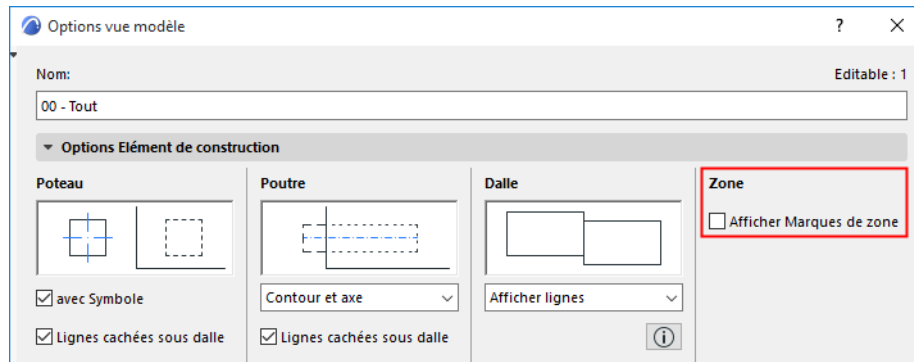 Options vue modèle
?
Nom:
Editable : 1
00 - Tout
Options Elément de construction
Poteau
Poutre
Dalle
Zone
Afficher Marques de zone
avec Symbole
Contour et axe
Afficher lignes
Lignes cachées sous dalle
Lignes cachées sous dalle